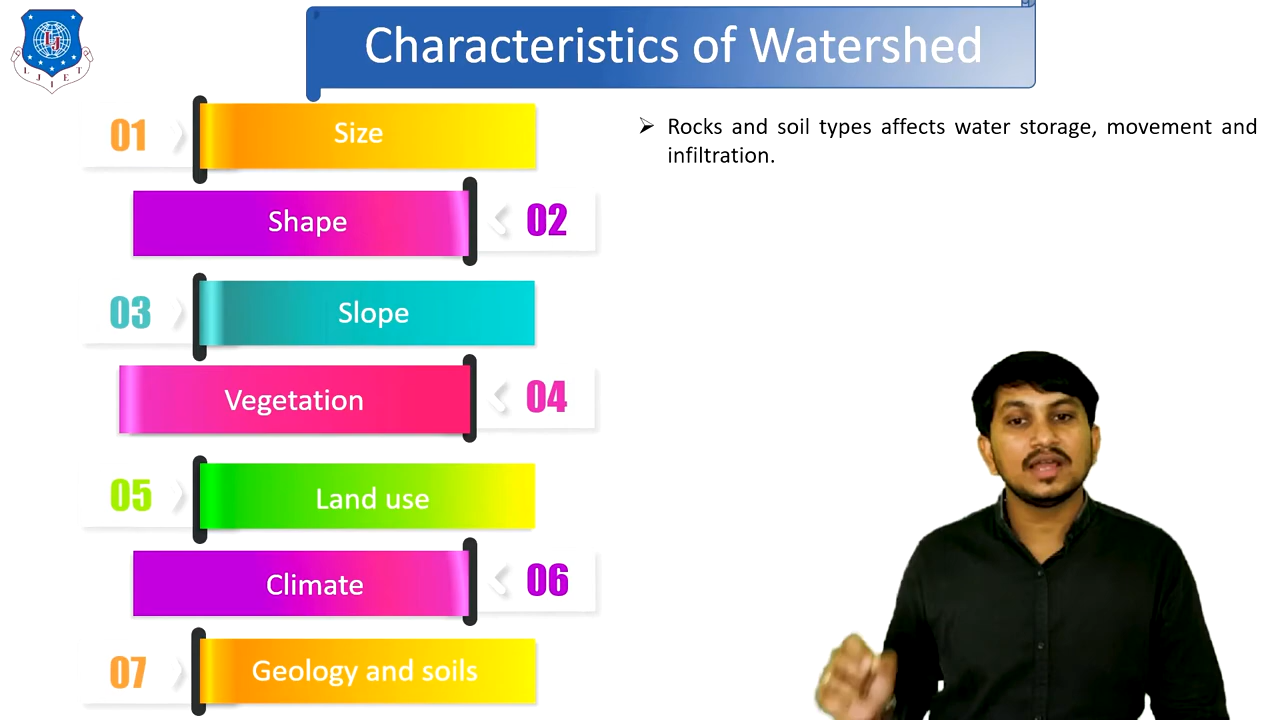 LJIET
Characteristics of Watershed
01
Size
Shape
02
03
Slope
Vegetation
04
05
Land use
Climate
06
07
Geology and soils
Rocks and soil types affects water storage, movement and
infiltration.